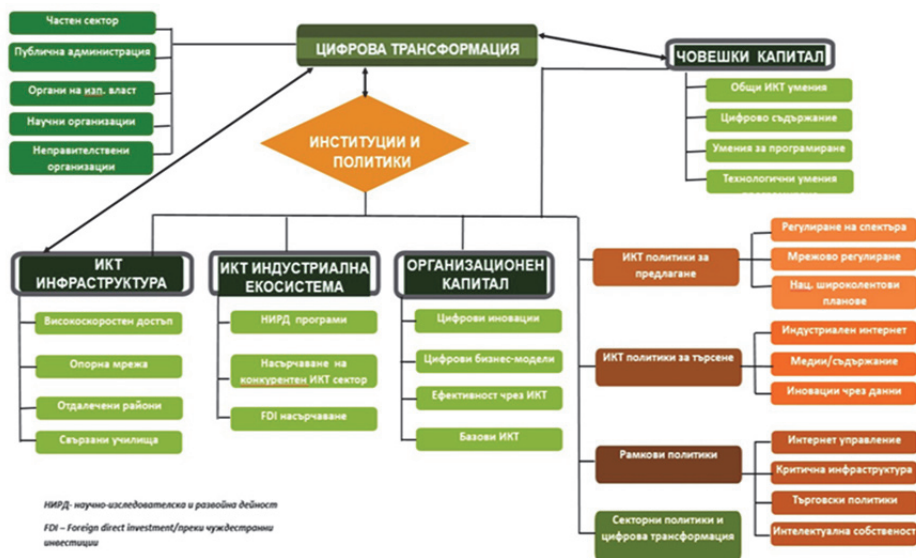 Частен сектор
Публична администрация
Органи на изп. власт
Научни организации
Неправителствени
организации
ЦИФРОВА ТРАНСФОРМАЦИЯ
ИНСТИТУЦИИ И
ПОЛИТИКИ
ЧОВЕШКИ КАПИТАЛ
Общи ИКТ умения
Цифрово съдържание
Умения за програмиране
Технологични умения
ИКТ
ИНФРАСТРУКТУРА
Високоскоростен достъп
Опорна мрежа
Отдалечени райони
Свързани училища
ИКТ ИНДУСТРИАЛНА
ЕКОСИСТЕМА
НИРД програми
Насърчаване на
конкурентен ИКТ сектор
FDI насърчаване
ОРГАНИЗАЦИОНЕН
КАПИТАЛ
Цифрови иновации
Цифрови бизнес-модели
Ефективност чрез ИКТ
Базови ИКТ
ИКТ политики за
предлагане
Регулиране на спектъра
Мрежово регулиране
Нац. широколентови
планове
ИКТ политики за търсене
Индустриален интернет
Медии/съдържание
Иновации чрез данни
Рамкови политики
Интернет управление
Критична инфраструктура
Търговски политики
Интелектуална собственост
Секторни политики и
цифрова трансформация
НИРД- научно-изследователска и развойна дейност
FDI – Foreign direct investment/преки чуждестранни
инвестиции